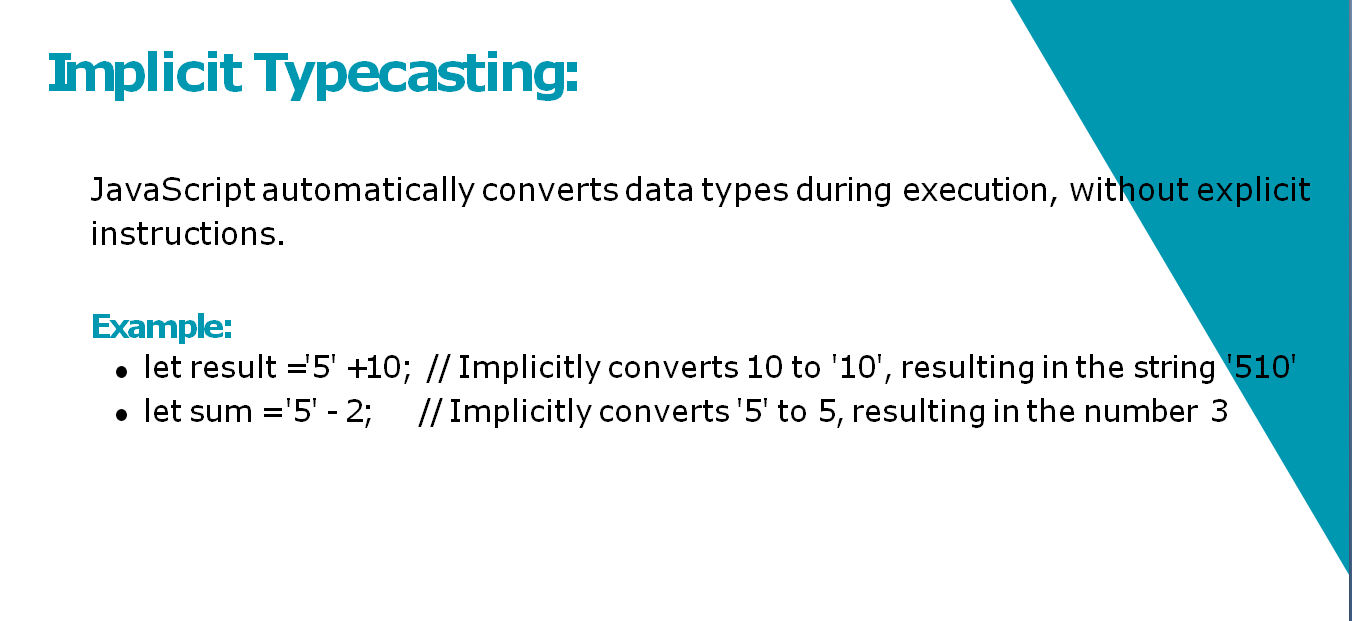 Implicit Typecasting:
JavaScript automatically converts data types during execution, without explicit
instructions.
Example:
● let result ='5' +10; // Implicitly converts 10 to '10', resulting in the string '510'
● let sum ='5' - 2; // Implicitly converts '5' to 5, resulting in the number 3